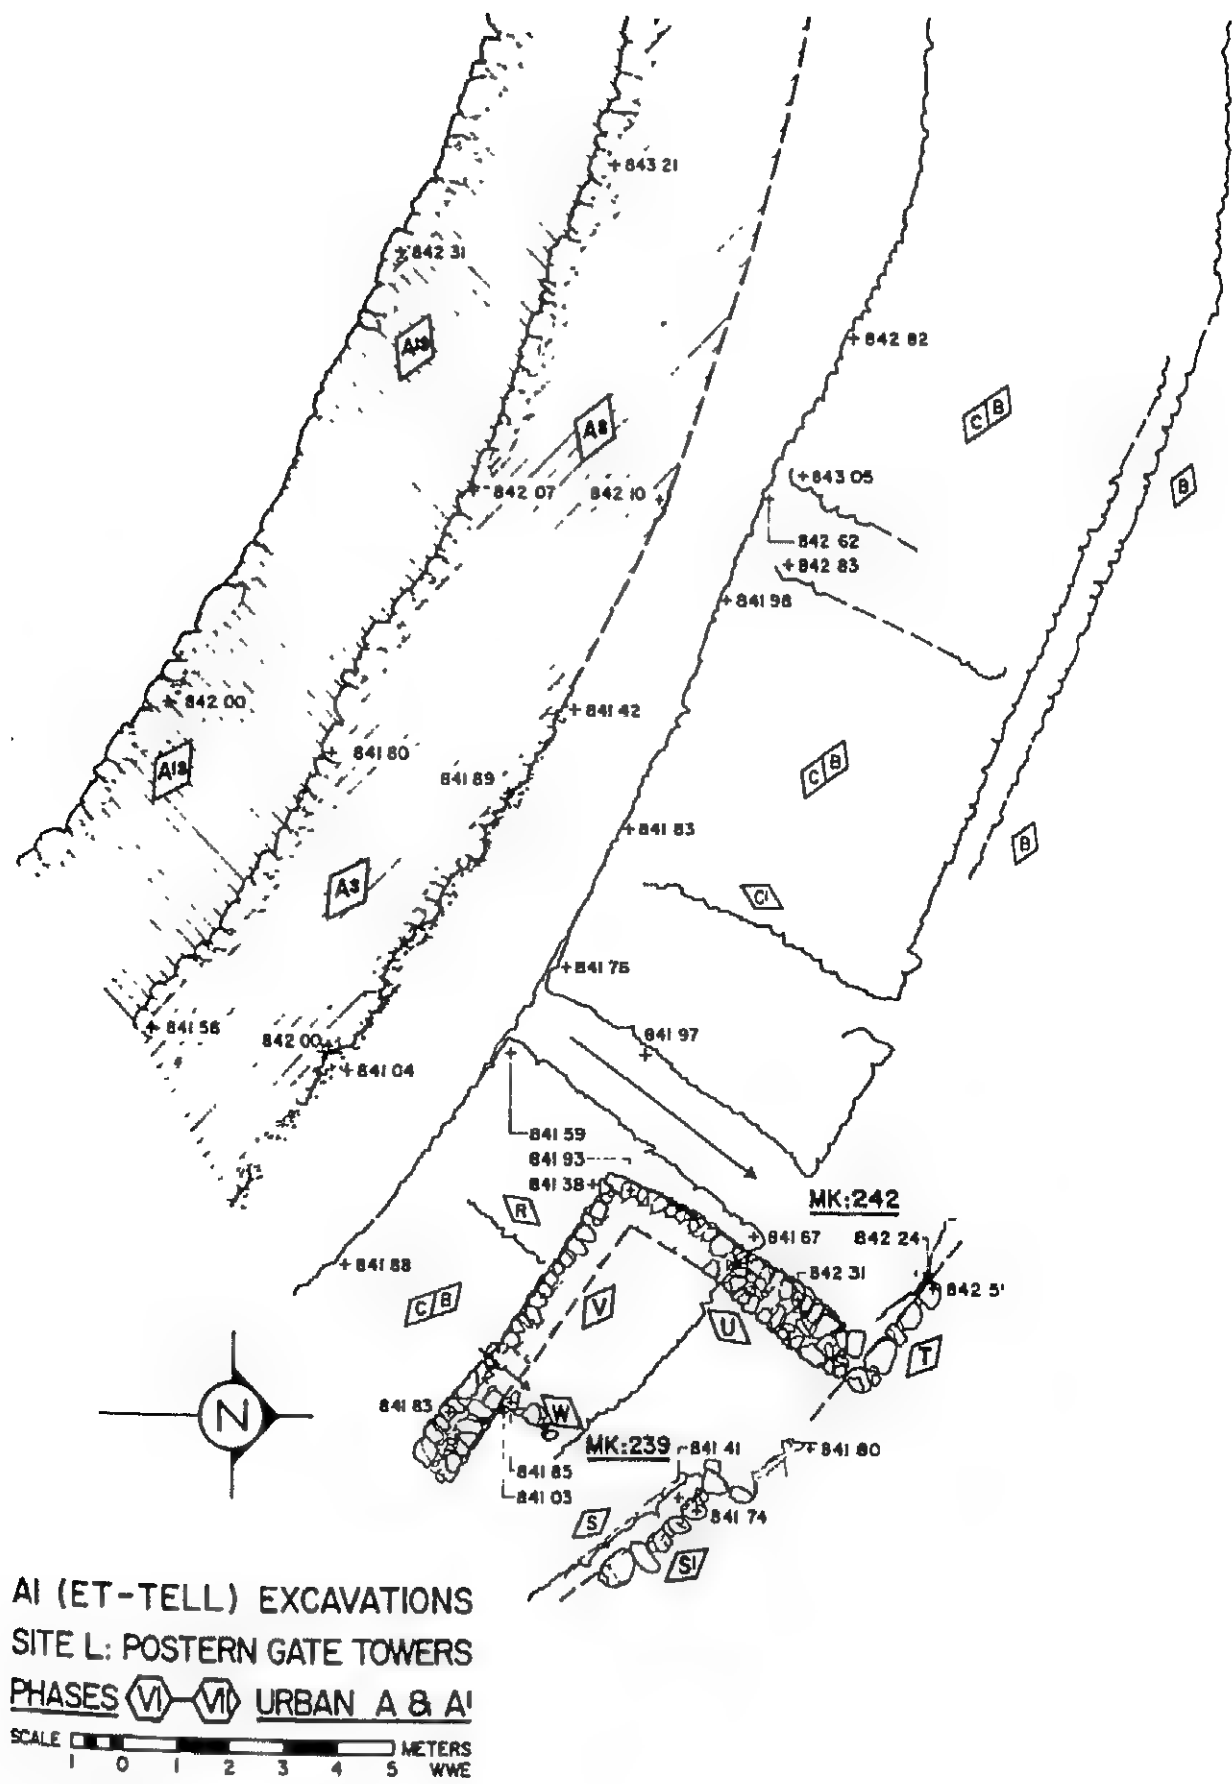 +843 21
+842 31
A13
+842 82
C B
A8
+843 05
B
+842 07
842 10
842 62
+842 83
+841 98
+842 00
+841 42
841 80
A13
841 89
C B
+841 83
B
A3
C1
+841 75
+841 56
842 00
841 97
+841 04
841 59
841 93
841 38+
MK:242
R
+841 67
842 24
+841 88
842 31
842 51
C B
V
U
T
N
841 83
W
MK:239
841 41
+841 80
841 85
841 03
841 74
S
S1
AI (ET-TELL) EXCAVATIONS
SITE L: POSTERN GATE TOWERS
PHASES VI-VII URBAN A & A1
SCALE 1 0 1 2 3 4 5 METERS
WWE